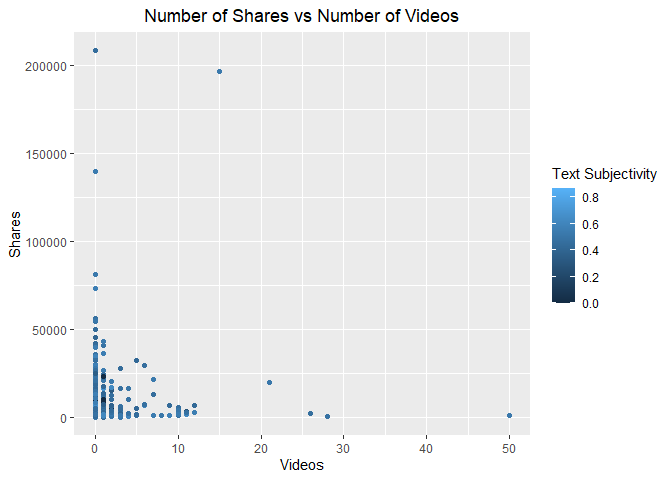 Number of Shares vs Number of Videos
200000
150000
100000
50000
0
Shares
0 10 20 30 40 50
Videos
Text Subjectivity
0.8
0.6
0.4
0.2
0.0